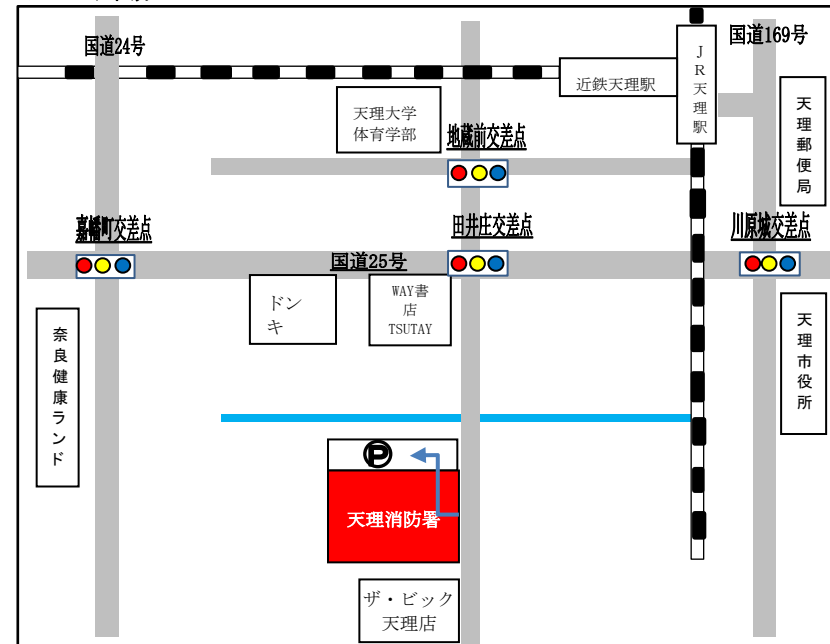 国道24号
国道169号
JR天理駅
近鉄天理駅
天理大学
体育学部
天理郵便局
地蔵前交差点
嘉幡町交差点
田井庄交差点
川原城交差点
国道25号
ドン
キ
WAY書
店
TSUTAY
奈良健康ランド
天理市役所
P
天理消防署
ザ・ビック
天理店